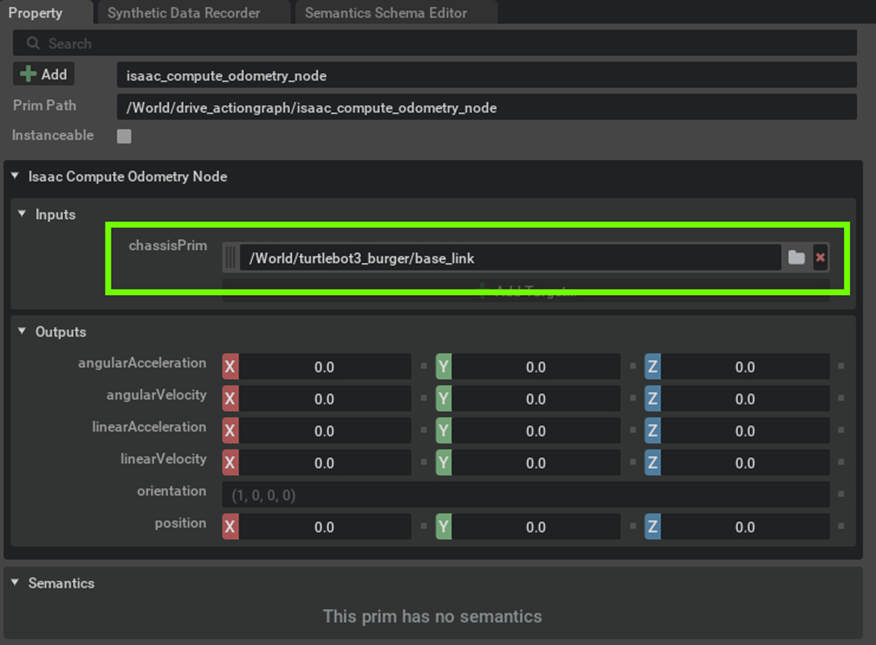 Property Synthetic Data Recorder Semantics Schema Editor
Search
Add isaac_compute_odometry_node
Prim Path /World/drive_actiongraph/isaac_compute_odometry_node
Instanceable
Isaac Compute Odometry Node
Inputs
chassisPrim /World/turtlebot3_burger/base_link
Add Target...
Outputs
angularAcceleration X 0.0 Y 0.0 Z 0.0
angularVelocity X 0.0 Y 0.0 Z 0.0
linearAcceleration X 0.0 Y 0.0 Z 0.0
linearVelocity X 0.0 Y 0.0 Z 0.0
orientation (1, 0, 0, 0)
position X 0.0 Y 0.0 Z 0.0
Semantics
This prim has no semantics